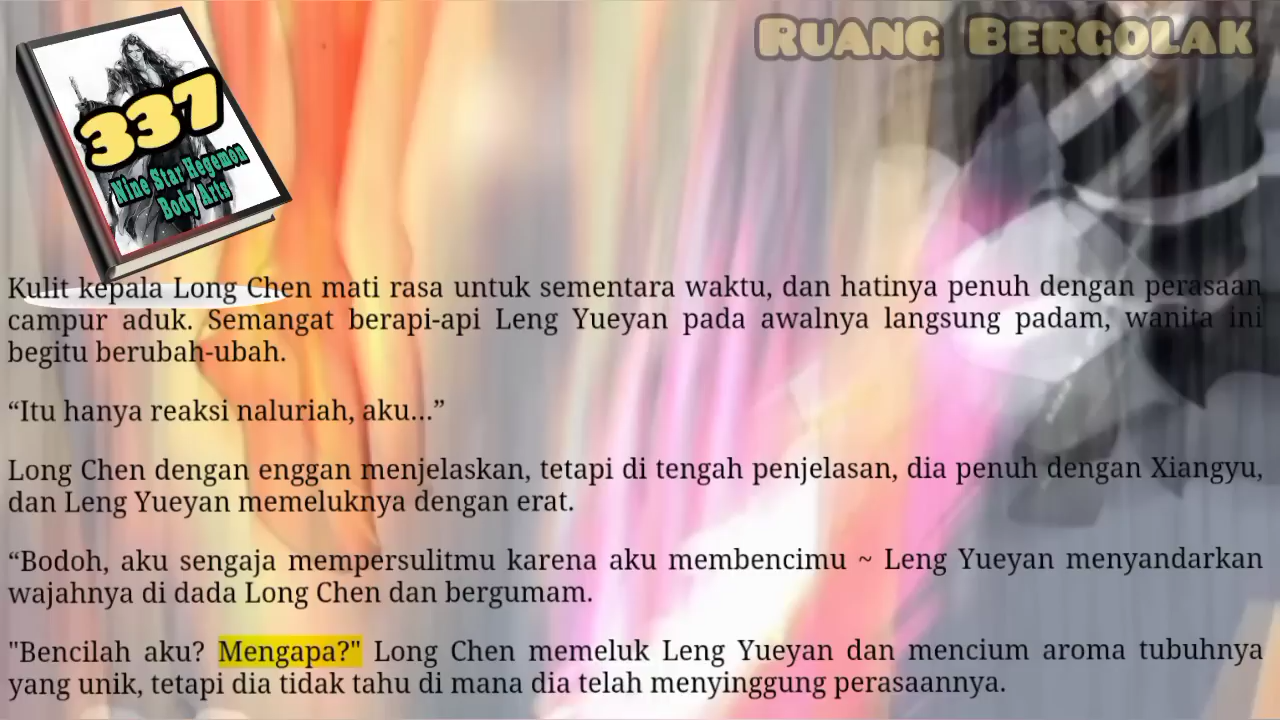 RUANG BERGOLAK
337
Nine Star Hegemon
Body Arts
Kulit kepala Long Chen mati rasa untuk sementara waktu, dan hatinya penuh dengan perasaan
campur aduk. Semangat berapi-api Leng Yueyan pada awalnya langsung padam, wanita ini
begitu berubah-ubah.
“Itu hanya reaksi naluriah, aku...”
Long Chen dengan enggan menjelaskan, tetapi di tengah penjelasan, dia penuh dengan Xiangyu,
dan Leng Yueyan memeluknya dengan erat.
“Bodoh, aku sengaja mempersulitmu karena aku membencimu ~ Leng Yueyan menyandarkan
wajahnya di dada Long Chen dan bergumam.
"Bencilah aku? Mengapa?" Long Chen memeluk Leng Yueyan dan mencium aroma tubuhnya
yang unik, tetapi dia tidak tahu di mana dia telah menyinggung perasaannya.